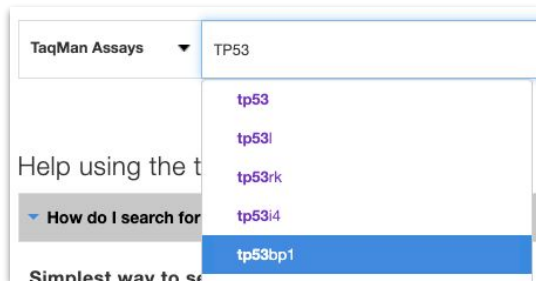 TaqMan Assays TP53
tp53
tp53l
Help using the t
tp53rk
tp53i4
How do I search for
tp53bp1
Simplest way to se